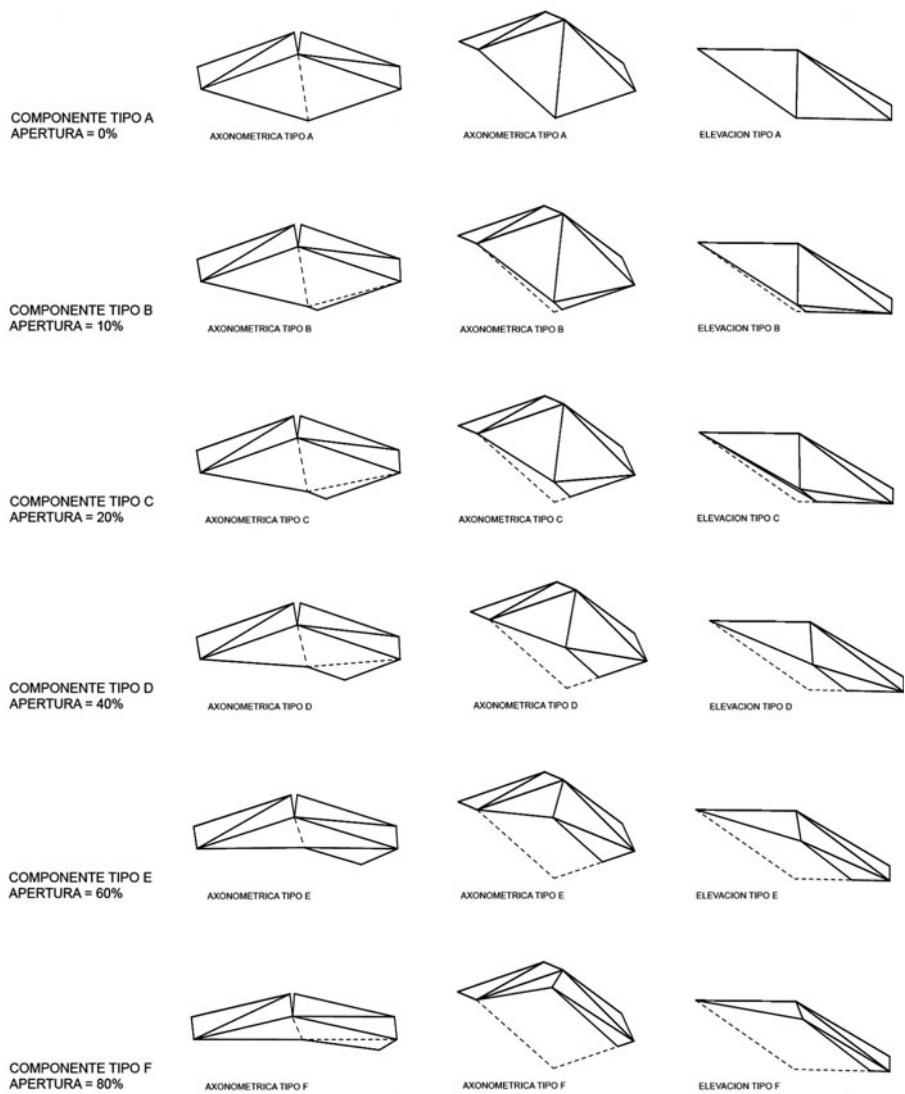 COMPONENTE TIPO A
APERTURA = 0%
AXONOMETRICA TIPO A
AXONOMETRICA TIPO A
ELEVACION TIPO A
COMPONENTE TIPO B
APERTURA = 10%
AXONOMETRICA TIPO B
AXONOMETRICA TIPO B
ELEVACION TIPO B
COMPONENTE TIPO C
APERTURA = 20%
AXONOMETRICA TIPO C
AXONOMETRICA TIPO C
ELEVACION TIPO C
COMPONENTE TIPO D
APERTURA = 40%
AXONOMETRICA TIPO D
AXONOMETRICA TIPO D
ELEVACION TIPO D
COMPONENTE TIPO E
APERTURA = 60%
AXONOMETRICA TIPO E
AXONOMETRICA TIPO E
ELEVACION TIPO E
COMPONENTE TIPO F
APERTURA = 80%
AXONOMETRICA TIPO F
AXONOMETRICA TIPO F
ELEVACION TIPO F